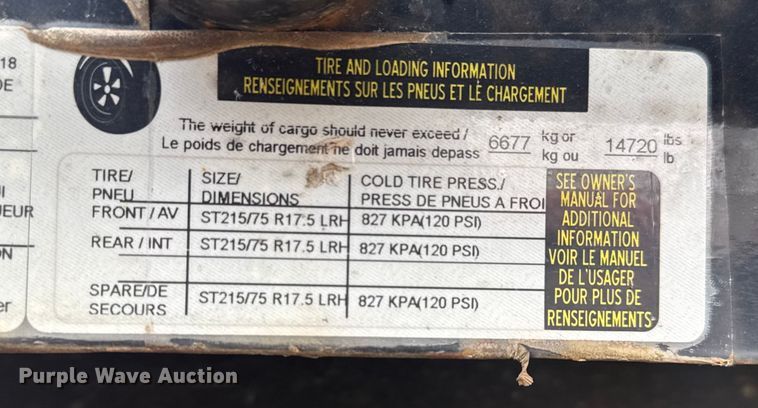 18
DE
TIRE AND LOADING INFORMATION
RENSEIGNEMENTS SUR LES PNEUS ET LE CHARGEMENT
The weight of cargo should never exceed / 6677 kg or 14720 lbs
Le poids de chargement ne doit jamais depass kg ou lb
TIRE/ SIZE/ COLD TIRE PRESS./
PNEU DIMENSIONS PRESS DE PNEUS A FROI
FRONT / AV ST215/75 R17.5 LRH 827 KPA(120 PSI)
REAR / INT ST215/75 R17.5 LRH 827 KPA(120 PSI)
SPARE/DE SECOURS ST215/75 R17.5 LRH 827 KPA(120 PSI)
SEE OWNER'S
MANUAL FOR
ADDITIONAL
INFORMATION
VOIR LE MANUEL
DE L'USAGER
POUR PLUS DE
RENSEIGNEMENTS
UEUR
er
Purple Wave Auction